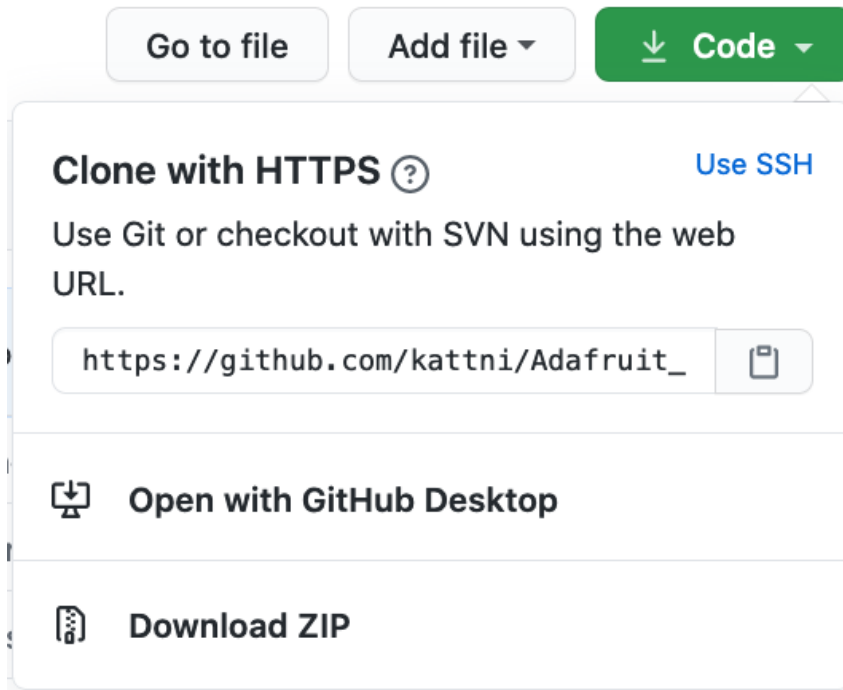 Go to file
Add file
Code
Clone with HTTPS
Use SSH
Use Git or checkout with SVN using the web
URL.
https://github.com/kattni/Adafruit_
Open with GitHub Desktop
Download ZIP